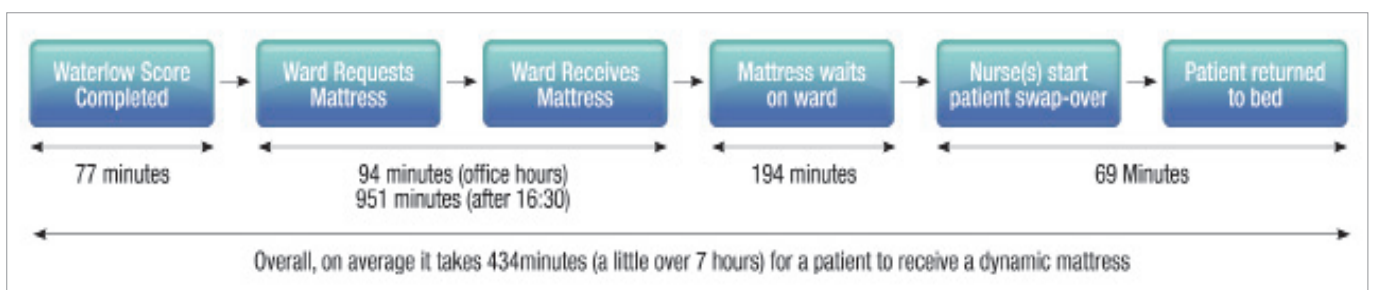 Waterlow Score
Completed
Ward Requests
Mattress
Ward Receives
Mattress
Mattress waits
on ward
Nurse(s) start
patient swap-over
Patient returned
to bed
77 minutes
94 minutes (office hours)
951 minutes (after 16:30)
194 minutes
69 Minutes
Overall, on average it takes 434minutes (a little over 7 hours) for a patient to receive a dynamic mattress